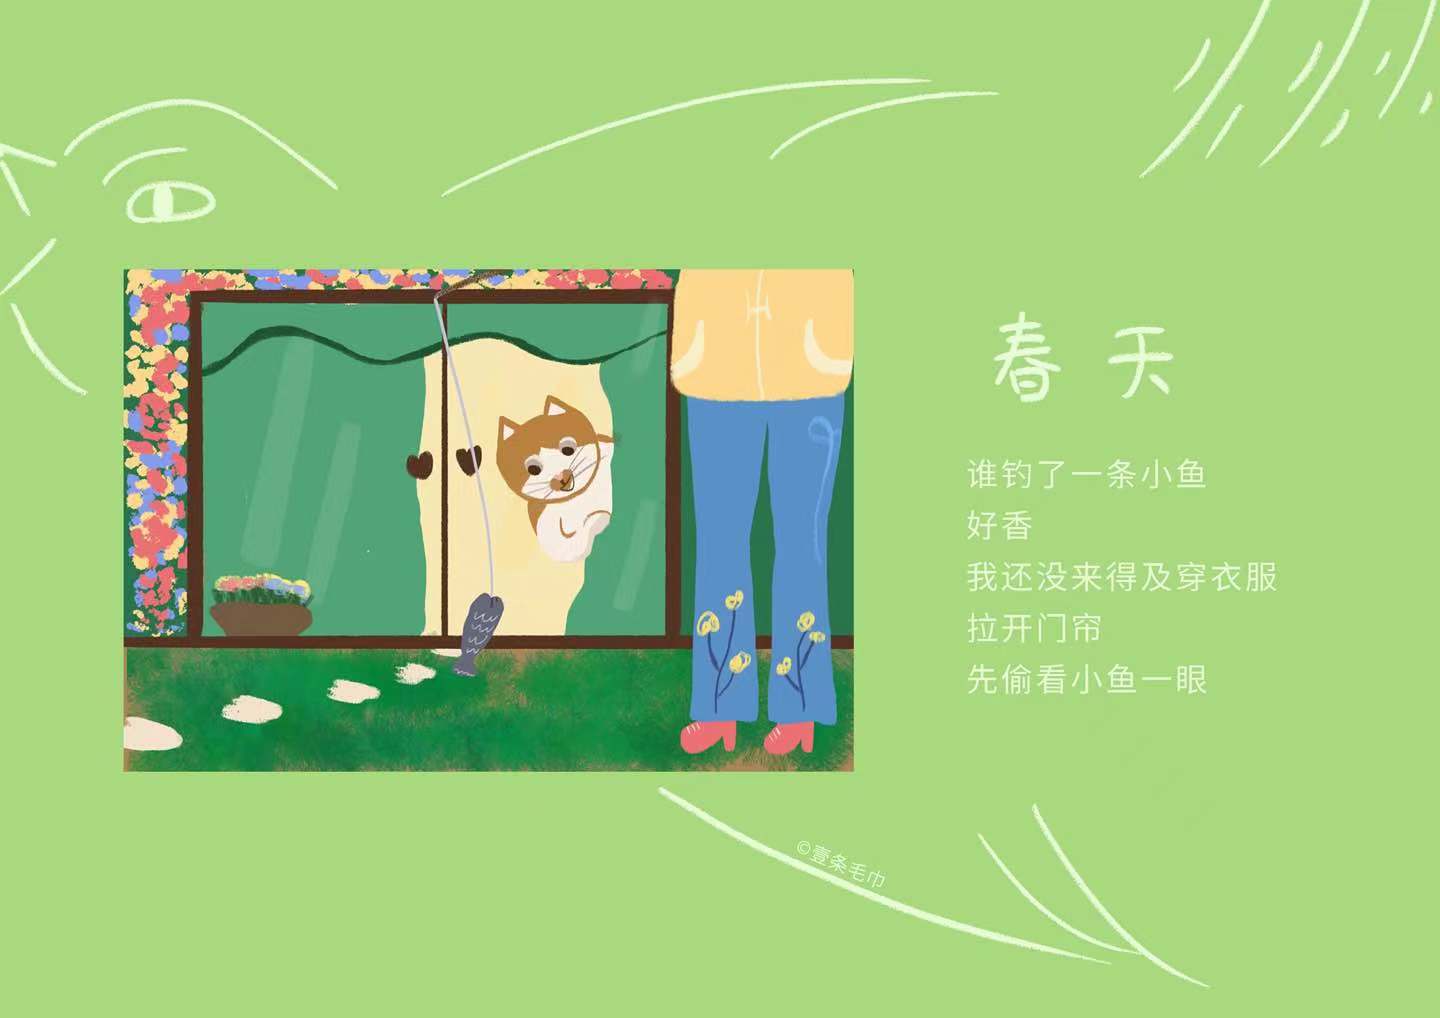 春天
谁钓了一条小鱼
好香
我还没来得及穿衣服
拉开门帘
先偷看小鱼一眼
©壹条毛巾